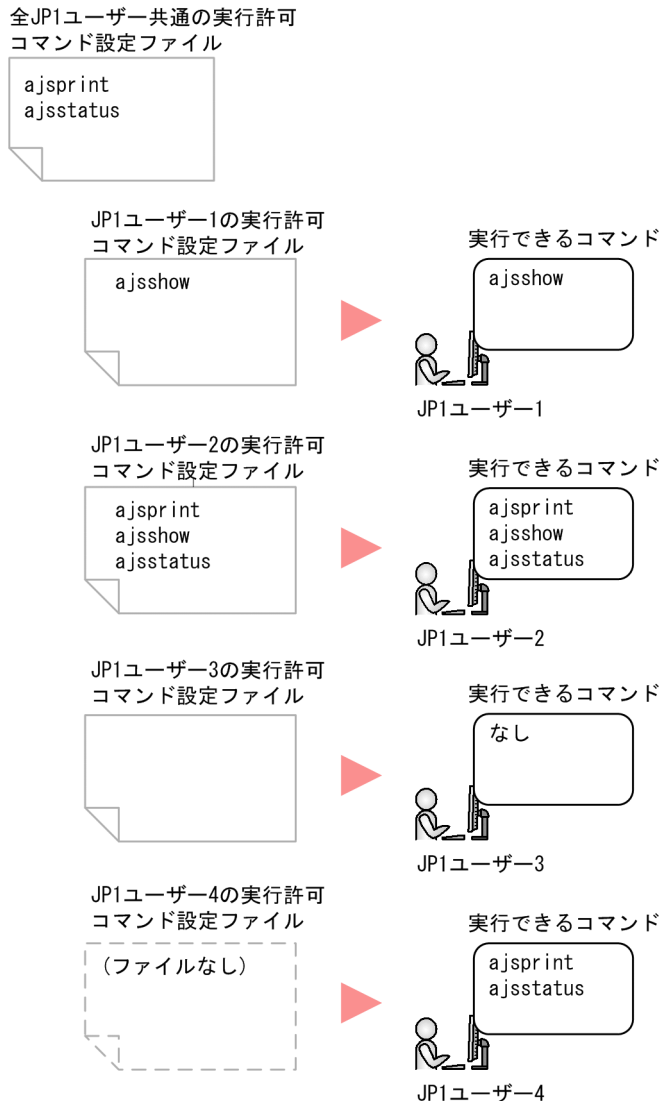 全JP1ユーザー共通の実行許可
コマンド設定ファイル
ajsprint
ajsstatus
JP1ユーザー1の実行許可
コマンド設定ファイル
ajsshow
実行できるコマンド
ajsshow
JP1ユーザー1
JP1ユーザー2の実行許可
コマンド設定ファイル
ajsprint
ajsshow
ajsstatus
実行できるコマンド
ajsprint
ajsshow
ajsstatus
JP1ユーザー2
JP1ユーザー3の実行許可
コマンド設定ファイル
実行できるコマンド
なし
JP1ユーザー3
JP1ユーザー4の実行許可
コマンド設定ファイル
(ファイルなし)
実行できるコマンド
ajsprint
ajsstatus
JP1ユーザー4